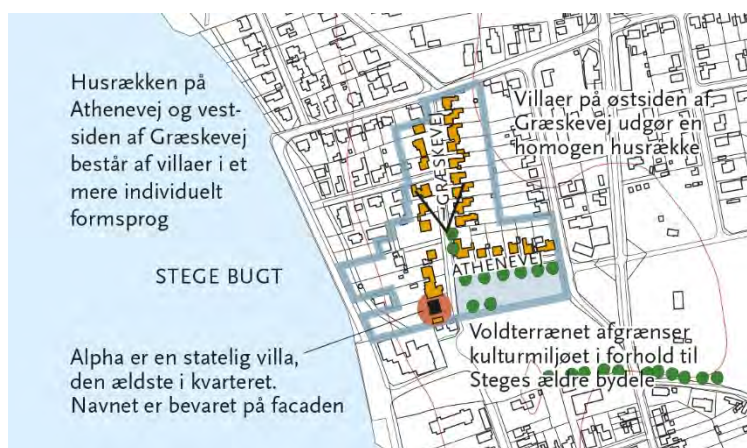 Husrækken på
Athenevej og vest-
siden af Græskevej
består af villaer i et
mere individuelt
formsprog
Villaer på østsiden af
Græskevej udgør en
homogen husrække
GRÆSKEVEJ
ATHENEVEJ
STEGE BUGT
Alpha er en statelig villa,
den ældste i kvarteret.
Navnet er bevaret på facaden
Voldterrænet afgrænser
kulturmiljøet i forhold til
Steges ældre bydele